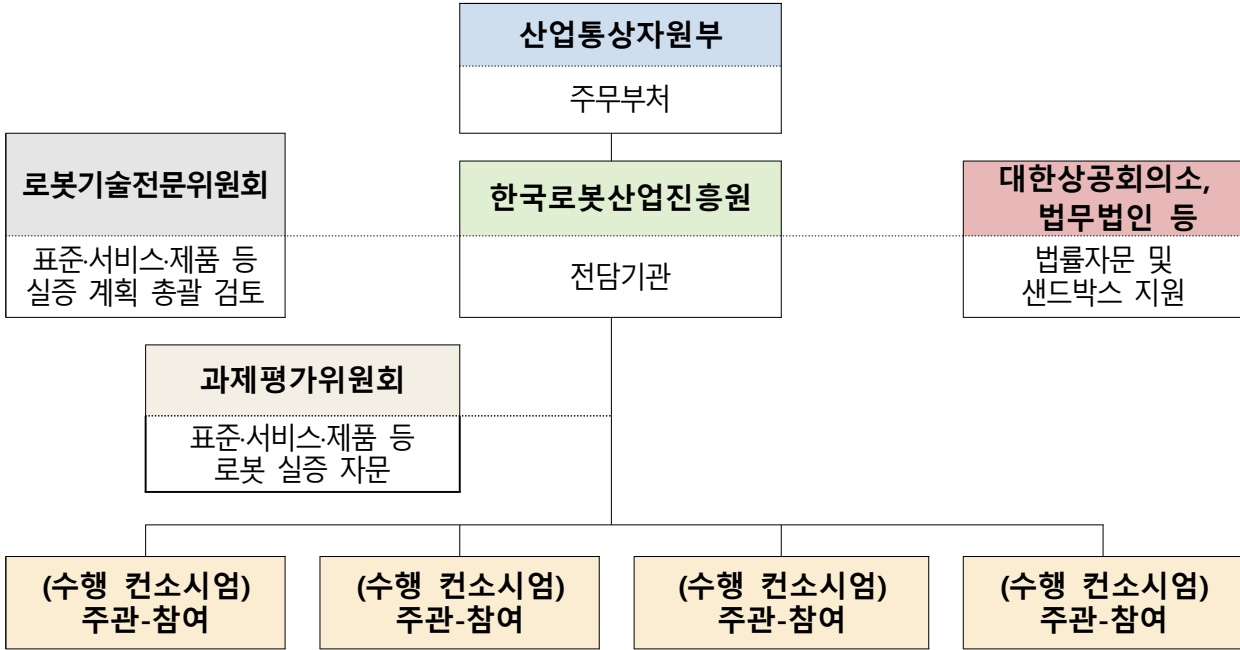 산업통상자원부
주무부처
로봇기술전문위원회
표준·서비스·제품 등
실증 계획 총괄 검토
한국로봇산업진흥원
전담기관
대한상공회의소,
법무법인 등
법률자문 및
샌드박스 지원
과제평가위원회
표준·서비스·제품 등
로봇 실증 자문
(수행 컨소시엄)
주관-참여
(수행 컨소시엄)
주관-참여
(수행 컨소시엄)
주관-참여
(수행 컨소시엄)
주관-참여